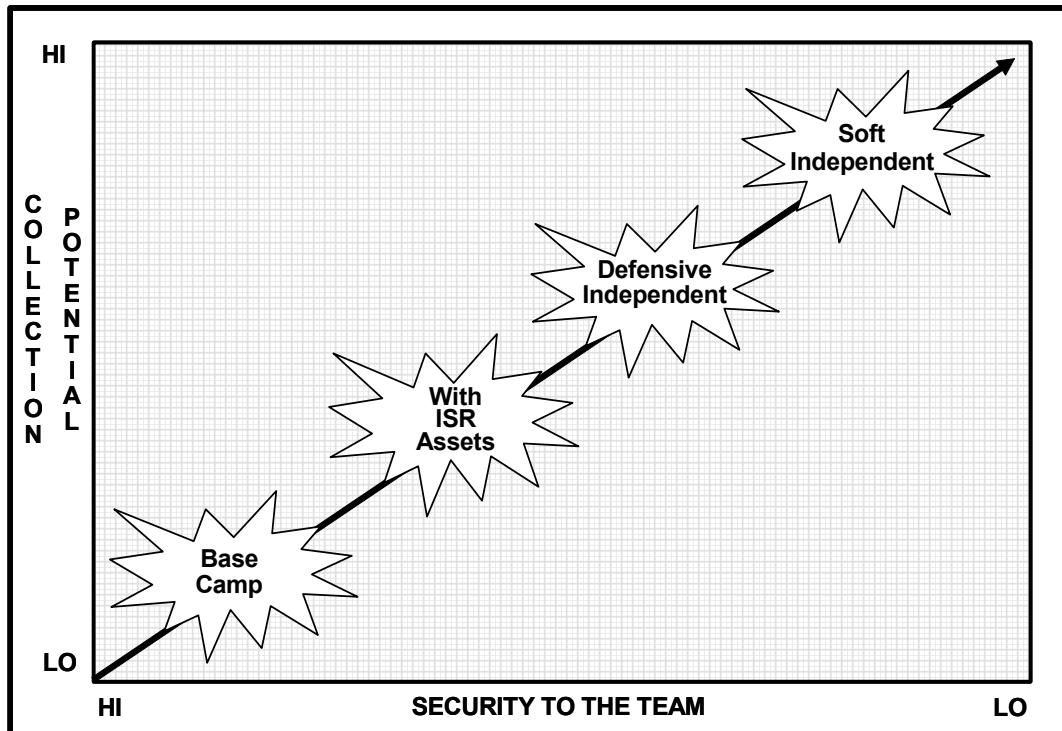 HI
COLLECTION
POTENTIAL
LO
Soft
Independent
Defensive
Independent
With
ISR
Assets
Base
Camp
HI
SECURITY TO THE TEAM
LO